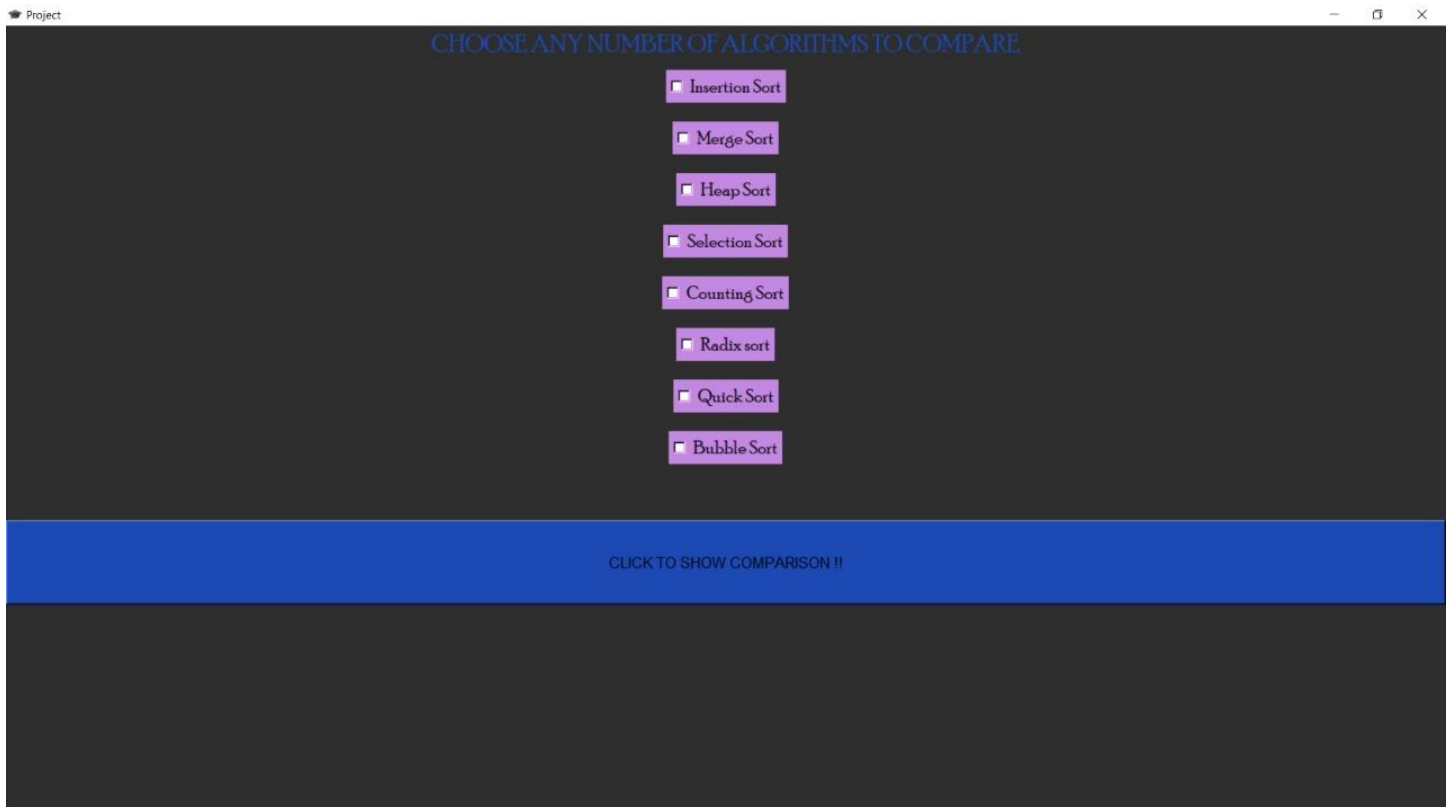 Project
CHOOSE ANY NUMBER OF ALGORITHMS TO COMPARE
Insertion Sort
Merge Sort
Heap Sort
Selection Sort
Counting Sort
Radix sort
Quick Sort
Bubble Sort
CLICK TO SHOW COMPARISON !!